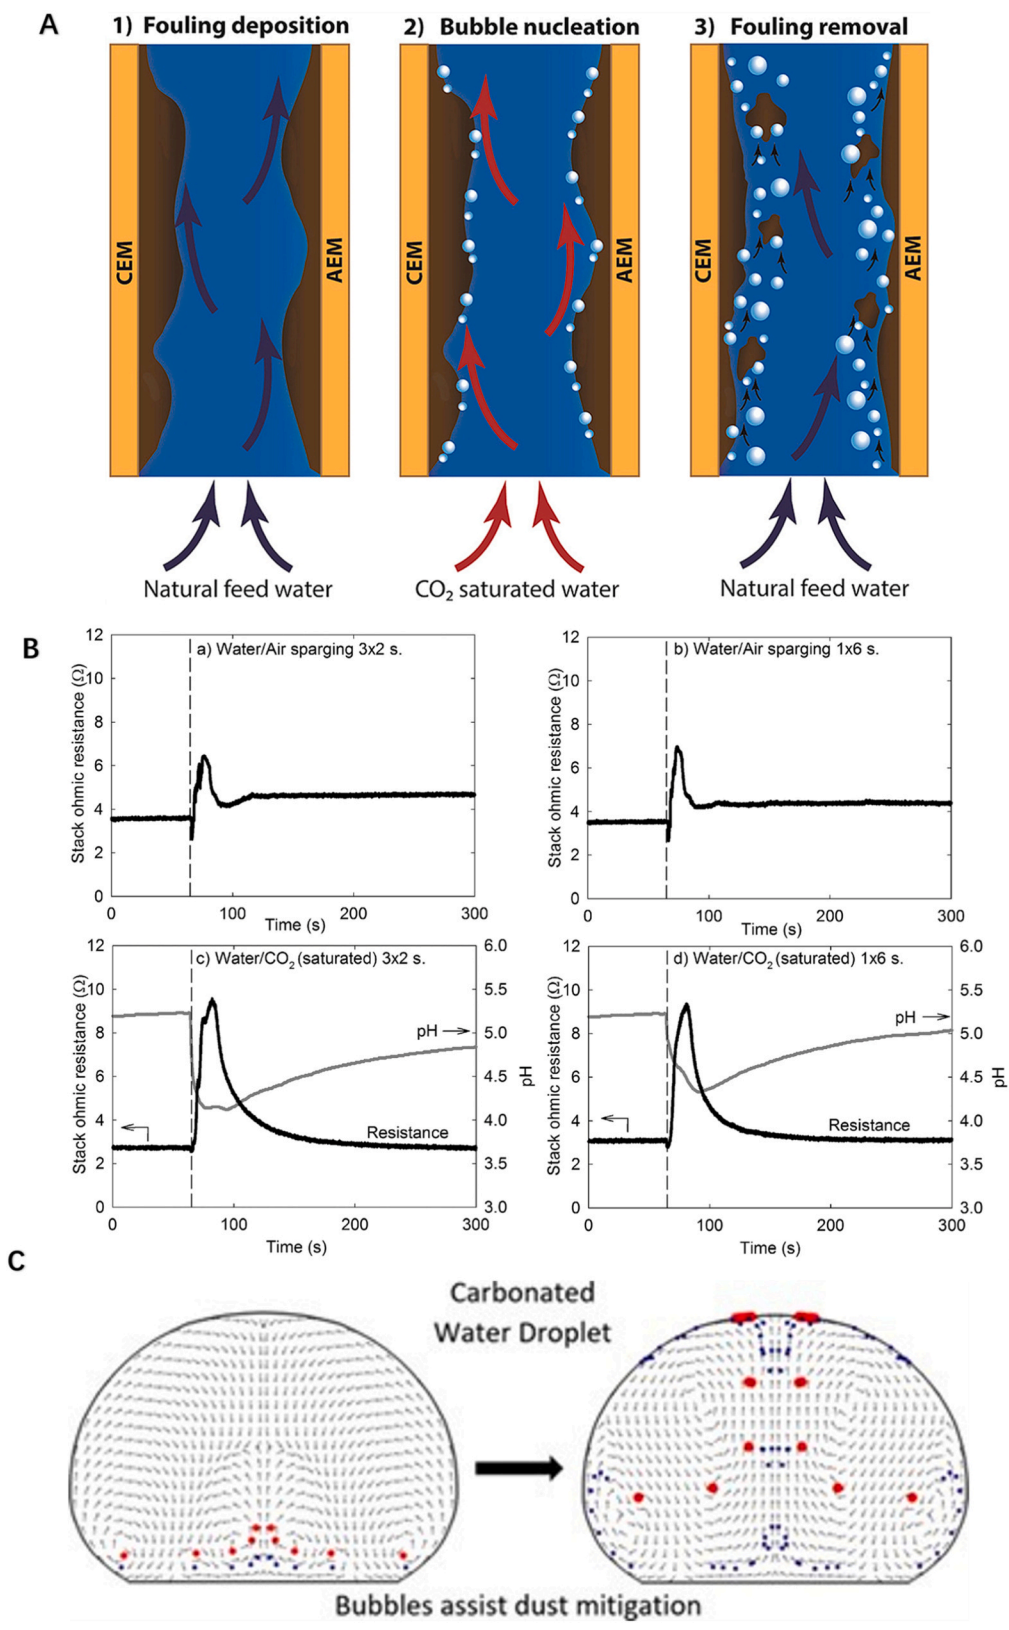 A
1) Fouling deposition
2) Bubble nucleation
3) Fouling removal
CEM
AEM
CEM
AEM
CEM
AEM
Natural feed water
CO₂ saturated water
Natural feed water
B
12
10
8
6
4
2
0
Stack ohmic resistance (Ω)
a) Water/Air sparging 3x2 s.
0 100 200 300
Time (s)
12
10
8
6
4
2
0
Stack ohmic resistance (Ω)
b) Water/Air sparging 1x6 s.
0 100 200 300
Time (s)
12
10
8
6
4
2
0
Stack ohmic resistance (Ω)
c) Water/CO₂ (saturated) 3x2 s.
pH
Resistance
6.0
5.5
5.0
4.5
4.0
3.5
3.0
pH
0 100 200 300
Time (s)
12
10
8
6
4
2
0
Stack ohmic resistance (Ω)
d) Water/CO₂ (saturated) 1x6 s.
pH
Resistance
6.0
5.5
5.0
4.5
4.0
3.5
3.0
pH
0 100 200 300
Time (s)
C
Carbonated
Water Droplet
Bubbles assist dust mitigation